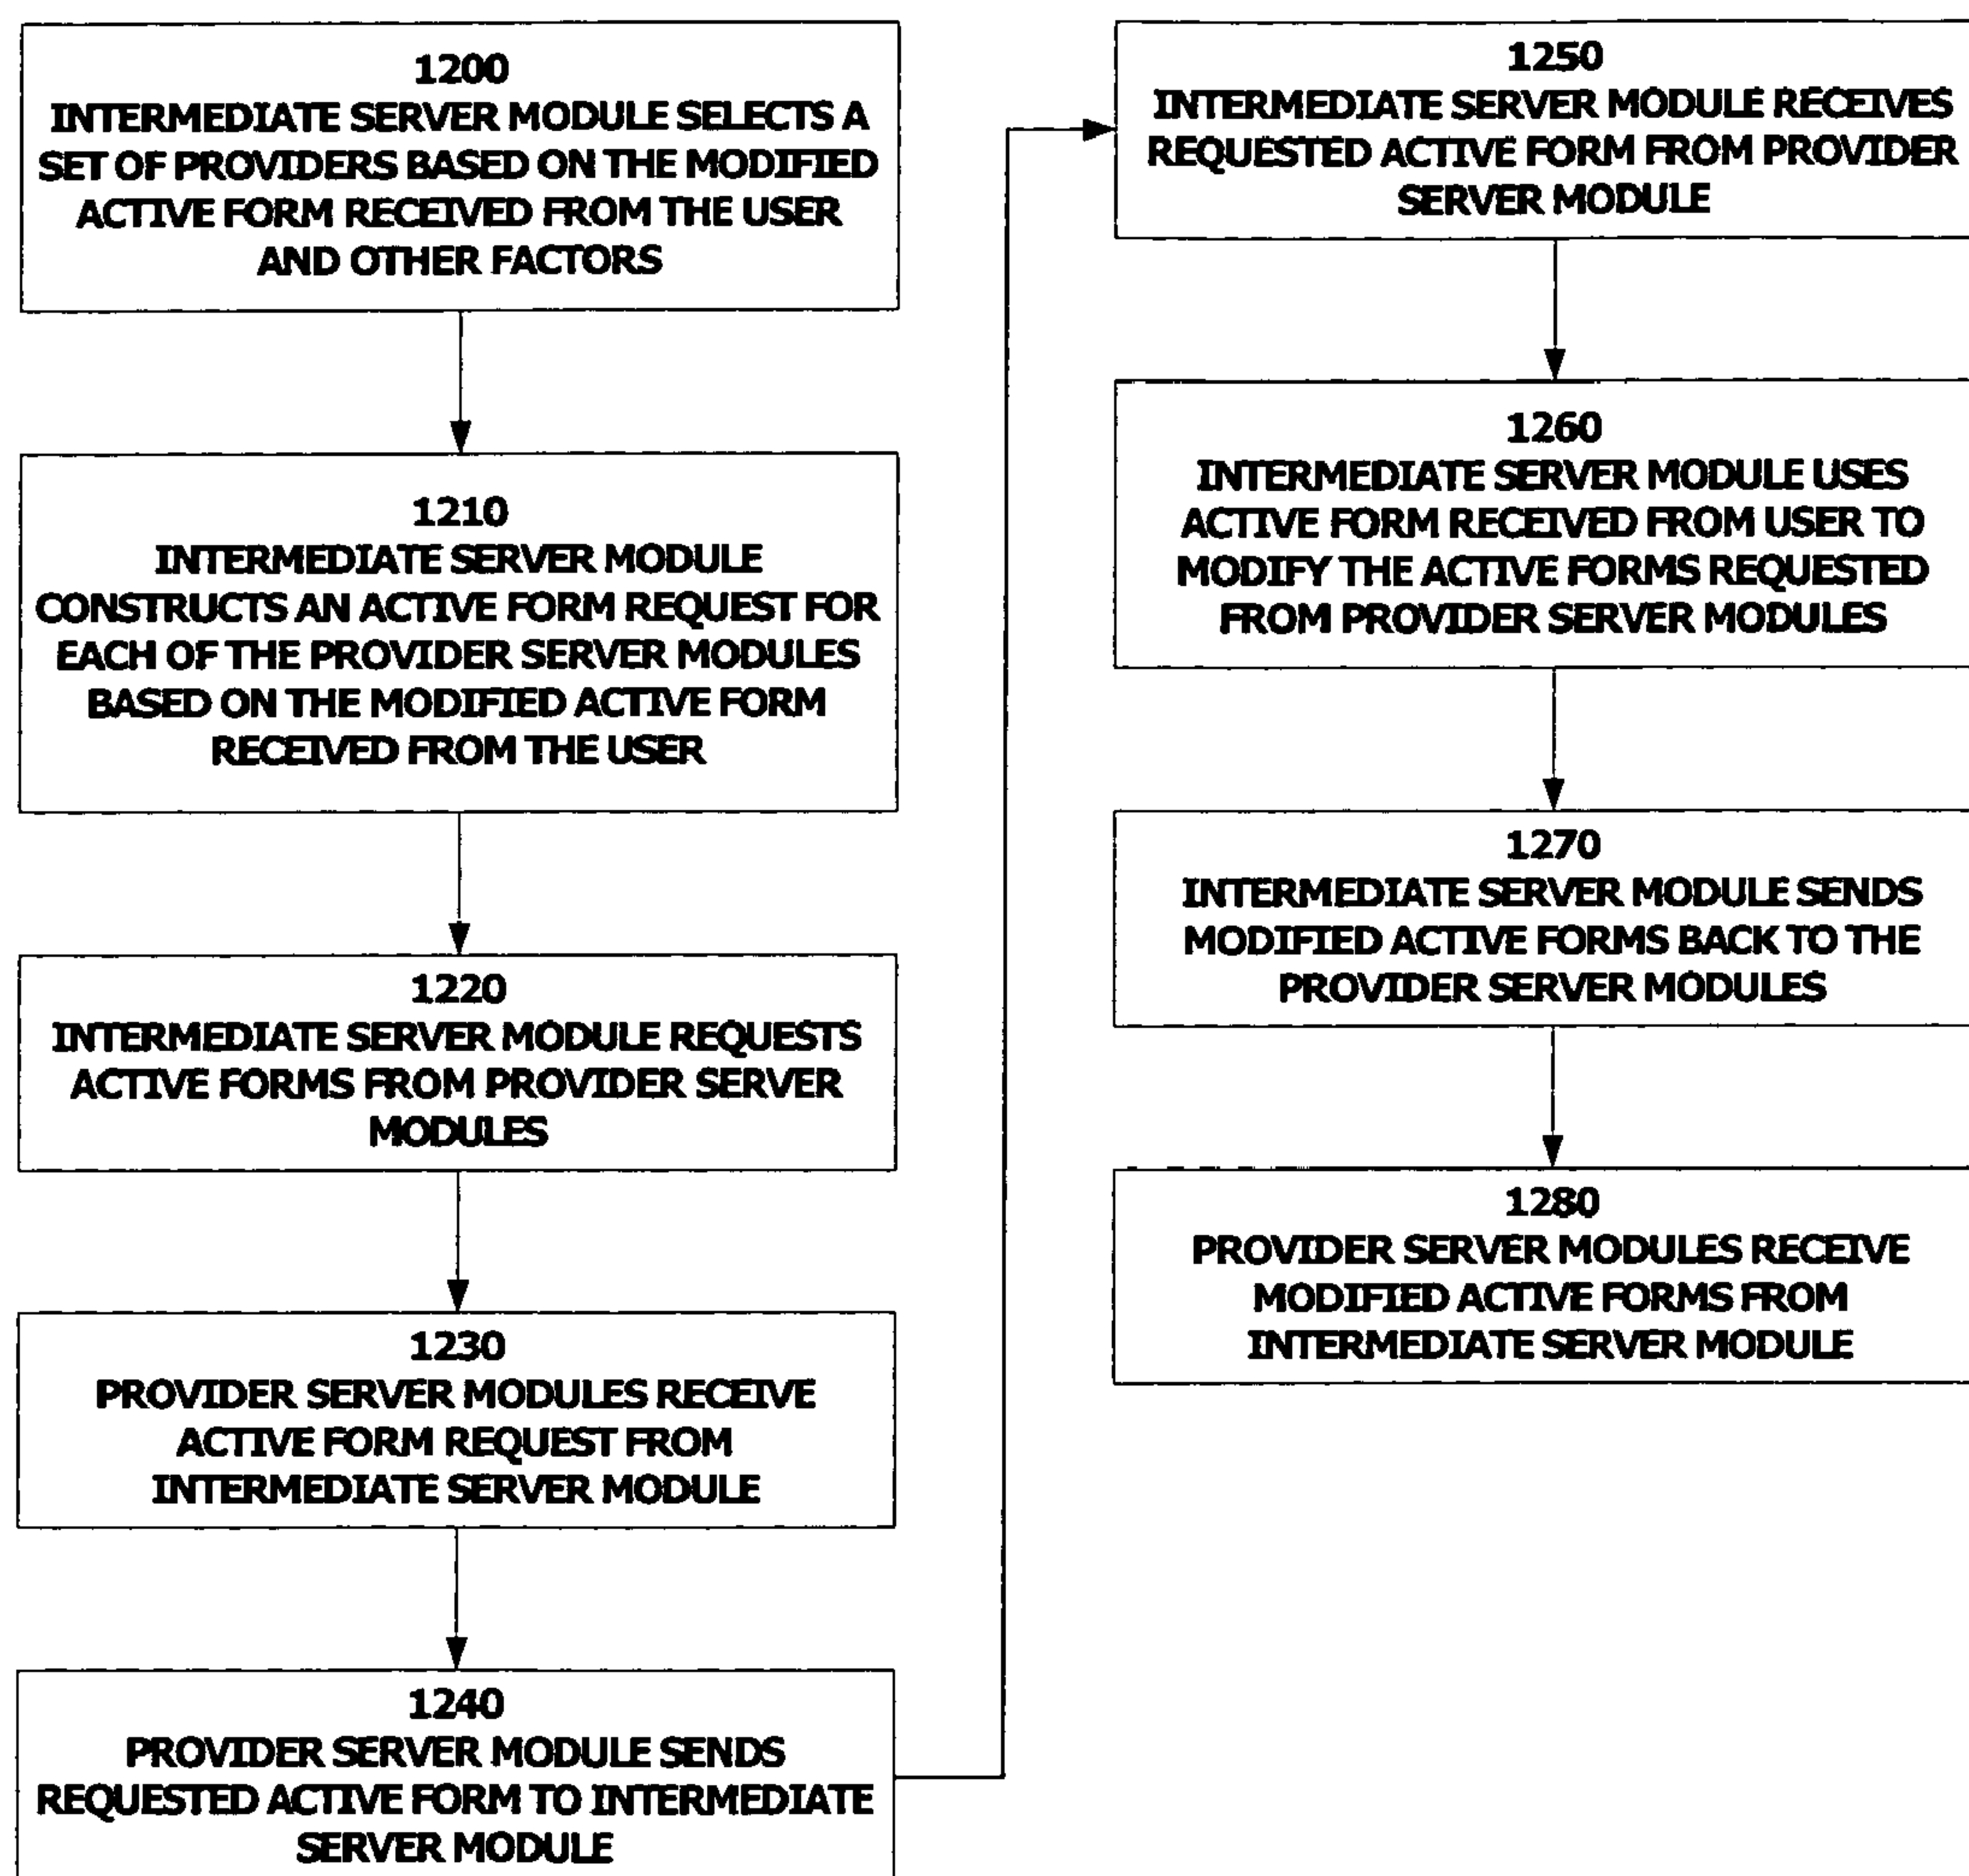 1200
INTERMEDIATE SERVER MODULE SELECTS A
SET OF PROVIDERS BASED ON THE MODIFIED
ACTIVE FORM RECEIVED FROM THE USER
AND OTHER FACTORS
1210
INTERMEDIATE SERVER MODULE
CONSTRUCTS AN ACTIVE FORM REQUEST FOR
EACH OF THE PROVIDER SERVER MODULES
BASED ON THE MODIFIED ACTIVE FORM
RECEIVED FROM THE USER
1220
INTERMEDIATE SERVER MODULE REQUESTS
ACTIVE FORMS FROM PROVIDER SERVER
MODULES
1230
PROVIDER SERVER MODULES RECEIVE
ACTIVE FORM REQUEST FROM
INTERMEDIATE SERVER MODULE
1240
PROVIDER SERVER MODULE SENDS
REQUESTED ACTIVE FORM TO INTERMEDIATE
SERVER MODULE
1250
INTERMEDIATE SERVER MODULE RECEIVES
REQUESTED ACTIVE FORM FROM PROVIDER
SERVER MODULE
1260
INTERMEDIATE SERVER MODULE USES
ACTIVE FORM RECEIVED FROM USER TO
MODIFY THE ACTIVE FORMS REQUESTED
FROM PROVIDER SERVER MODULES
1270
INTERMEDIATE SERVER MODULE SENDS
MODIFIED ACTIVE FORMS BACK TO THE
PROVIDER SERVER MODULES
1280
PROVIDER SERVER MODULES RECEIVE
MODIFIED ACTIVE FORMS FROM
INTERMEDIATE SERVER MODULE